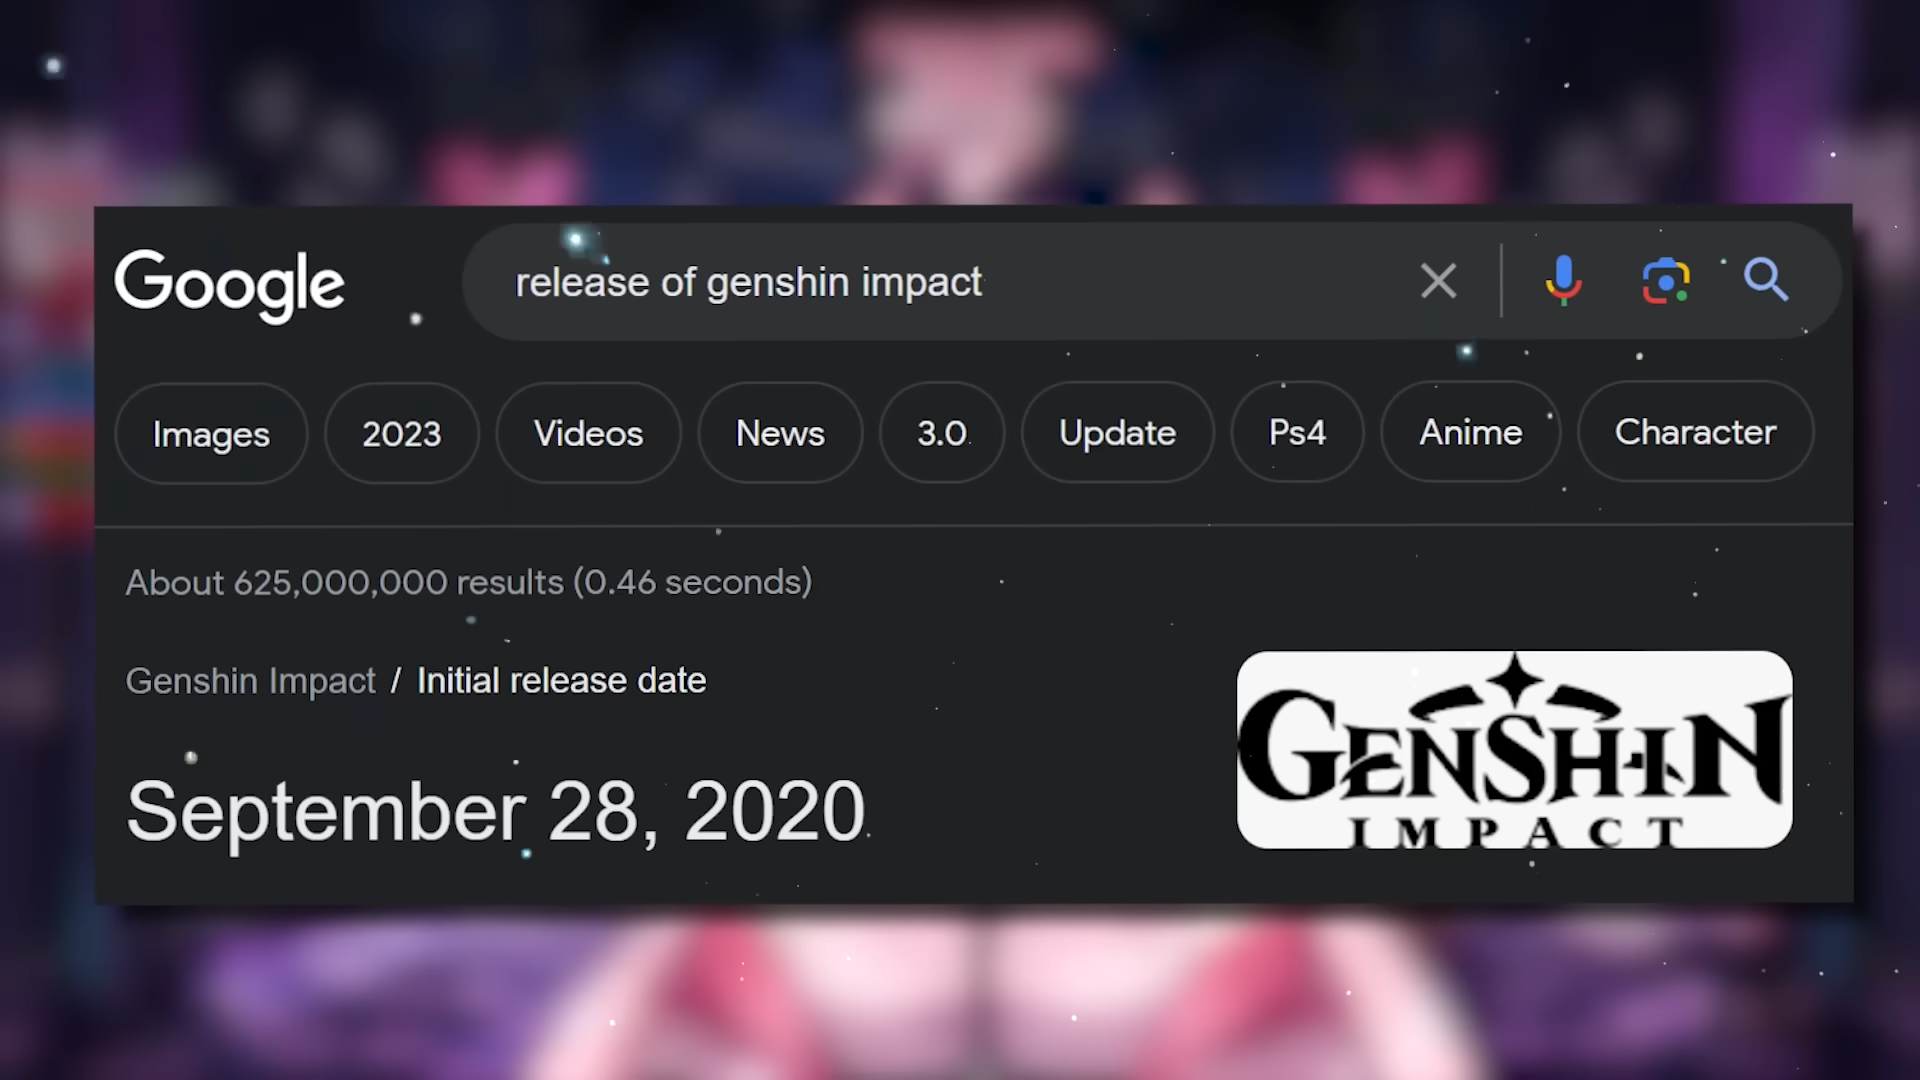 Google
release of genshin impact
Images 2023 Videos News 3.0 Update Ps4 Anime Character
About 625,000,000 results (0.46 seconds)
Genshin Impact / Initial release date
September 28, 2020
GENSHIN
IMPACT